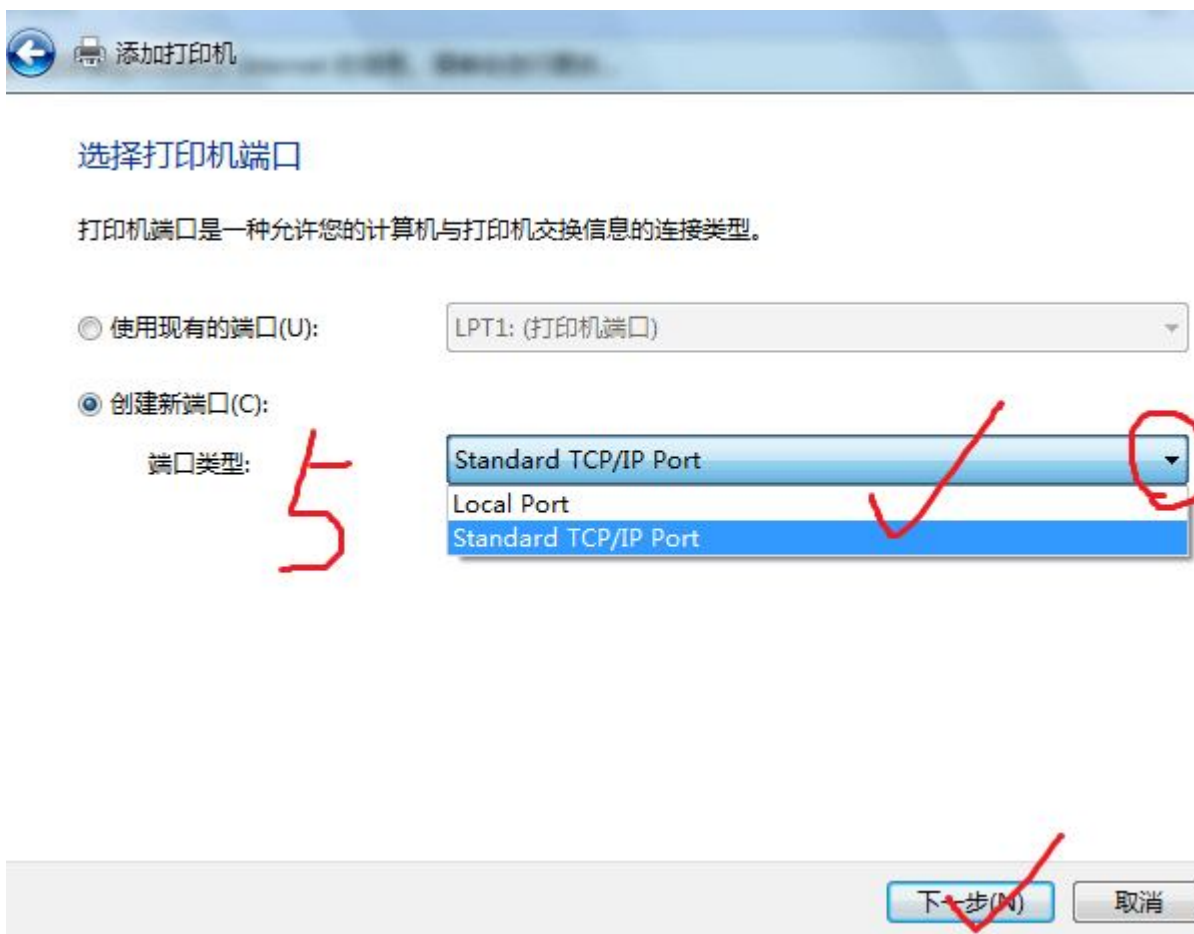 添加打印机
选择打印机端口
打印机端口是一种允许您的计算机与打印机交换信息的连接类型。
使用现有的端口(U): LPT1: (打印机端口)
创建新端口(C):
端口类型: Standard TCP/IP Port
5
Local Port
Standard TCP/IP Port
下一步(N) 取消